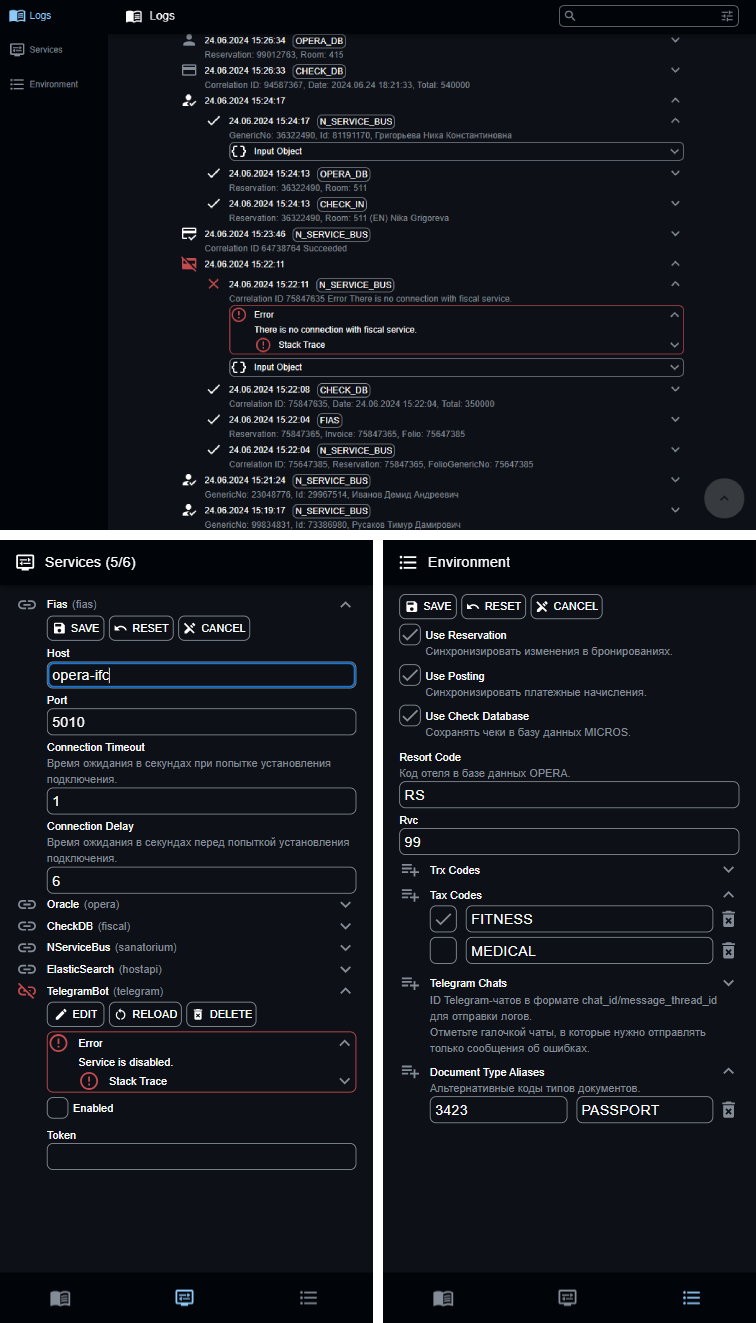 Logs
Logs
Services
Environment
24.06.2024 15:26:34 OPERA_DB
Reservation: 99012763, Room: 415
24.06.2024 15:26:33 CHECK_DB
Correlation ID: 94587367, Date: 2024.06.24 18:21:33, Total: 540000
24.06.2024 15:24:17
24.06.2024 15:24:17 N_SERVICE_BUS
GenericNo: 36322490, Id: 81191170, Григорьева Ника Константиновна
Input Object
24.06.2024 15:24:13 OPERA_DB
Reservation: 36322490, Room: 511
24.06.2024 15:24:13 CHECK_IN
Reservation: 36322490, Room: 511 (EN) Nika Grigoreva
24.06.2024 15:23:46 N_SERVICE_BUS
Correlation ID 64738764 Succeeded
24.06.2024 15:22:11
24.06.2024 15:22:11 N_SERVICE_BUS
Correlation ID 75847635 Error There is no connection with fiscal service.
Error
There is no connection with fiscal service.
Stack Trace
Input Object
24.06.2024 15:22:08 CHECK_DB
Correlation ID: 75847635, Date: 24.06.2024 15:22:04, Total: 350000
24.06.2024 15:22:04 FIAS
Reservation: 75847365, Invoice: 75847365, Folio: 75647385
24.06.2024 15:22:04 N_SERVICE_BUS
Correlation ID: 75647385, Reservation: 75847365, FolioGenericNo: 75647385
24.06.2024 15:21:24 N_SERVICE_BUS
GenericNo: 23048776, Id: 29967514, Иванов Демид Андреевич
24.06.2024 15:19:17 N_SERVICE_BUS
GenericNo: 99834831, Id: 73386980, Русаков Тимур Дамирович
Services (5/6)
Fias (fias)
SAVE RESET CANCEL
Host
opera-ifc
Port
5010
Connection Timeout
Время ожидания в секундах при попытке установления
подключения.
1
Connection Delay
Время ожидания в секундах перед попыткой установления
подключения.
6
Oracle (opera)
CheckDB (fiscal)
NServiceBus (sanatorium)
ElasticSearch (hostapi)
TelegramBot (telegram)
EDIT RELOAD DELETE
Error
Service is disabled.
Stack Trace
Enabled
Token
Environment
SAVE RESET CANCEL
Use Reservation
Синхронизировать изменения в бронированиях.
Use Posting
Синхронизировать платежные начисления.
Use Check Database
Сохранять чеки в базу данных MICROS.
Resort Code
Код отеля в базе данных OPERA.
RS
Rvc
99
Trx Codes
Tax Codes
FITNESS
MEDICAL
Telegram Chats
ID Telegram-чатов в формате chat_id/message_thread_id
для отправки логов.
Отметьте галочкой чаты, в которые нужно отправлять
только сообщения об ошибках.
Document Type Aliases
Альтернативные коды типов документов.
3423 PASSPORT